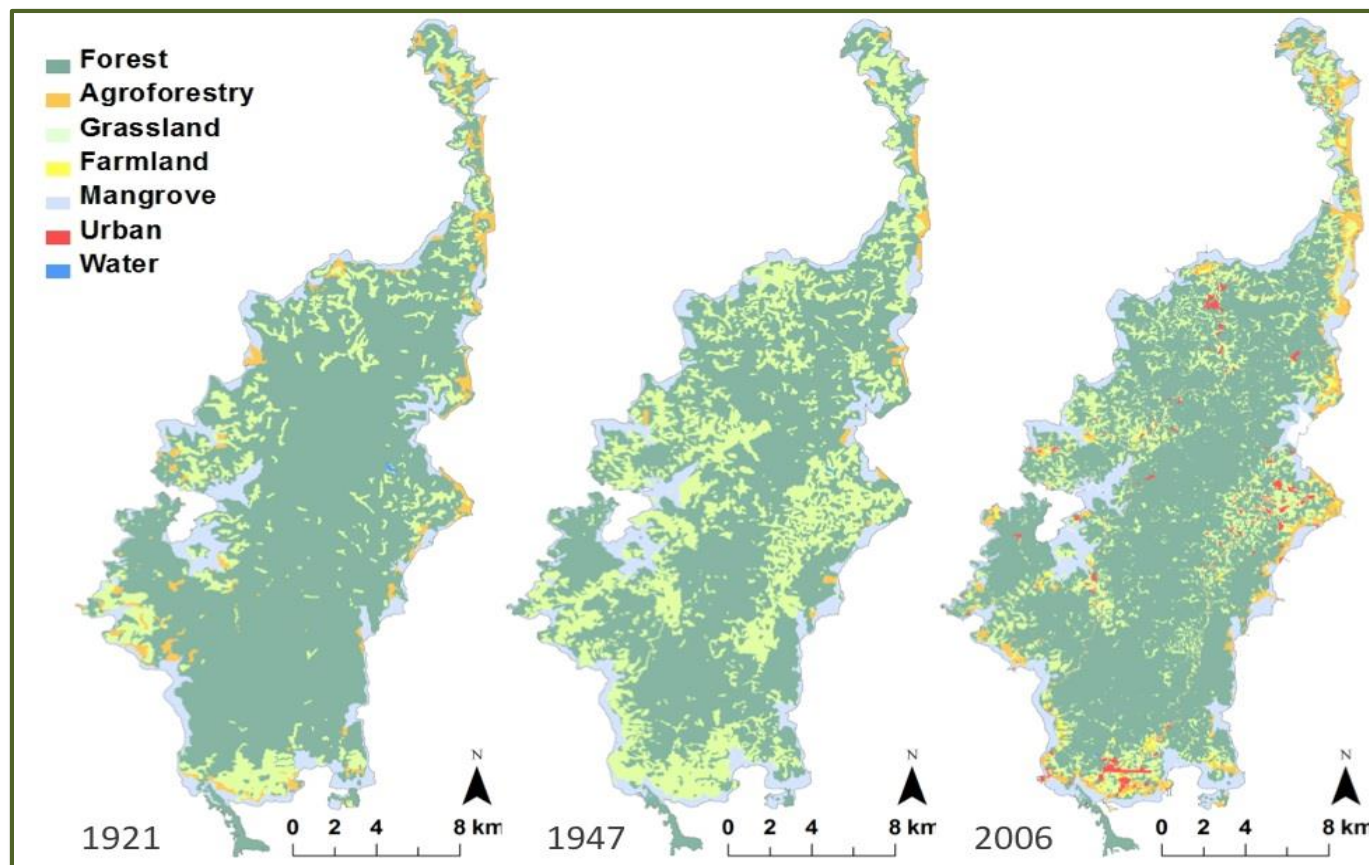 Forest
Agroforestry
Grassland
Farmland
Mangrove
Urban
Water
N
N
N
1921
0 2 4 8 km
1947
0 2 4 8 km
2006
0 2 4 8 km